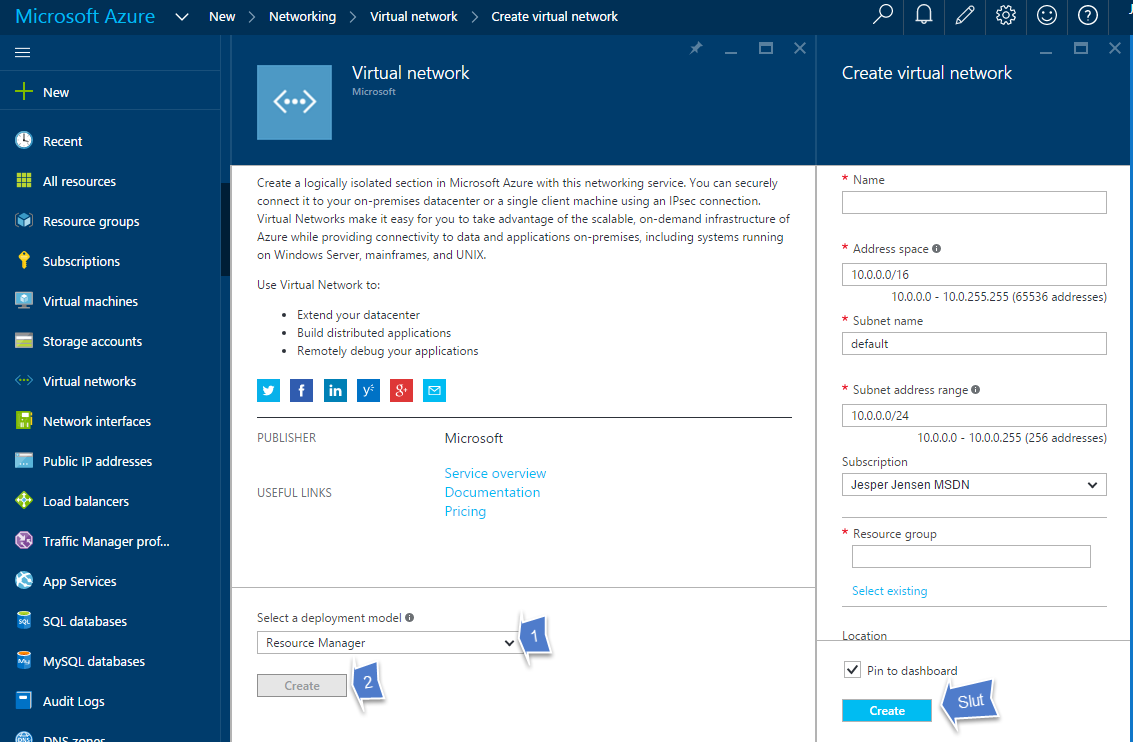 Microsoft Azure
New > Networking > Virtual network > Create virtual network
New
Recent
All resources
Resource groups
Subscriptions
Virtual machines
Storage accounts
Virtual networks
Network interfaces
Public IP addresses
Load balancers
Traffic Manager prof...
App Services
SQL databases
MySQL databases
Audit Logs
DNS zones
Virtual network
Microsoft
Create a logically isolated section in Microsoft Azure with this networking service. You can securely
connect it to your on-premises datacenter or a single client machine using an IPsec connection.
Virtual Networks make it easy for you to take advantage of the scalable, on-demand infrastructure of
Azure while providing connectivity to data and applications on-premises, including systems running
on Windows Server, mainframes, and UNIX.
Use Virtual Network to:
• Extend your datacenter
• Build distributed applications
• Remotely debug your applications
PUBLISHER Microsoft
USEFUL LINKS
Service overview
Documentation
Pricing
Select a deployment model
Resource Manager
1
Create
2
Create virtual network
* Name
* Address space
10.0.0.0/16
10.0.0.0 - 10.0.255.255 (65536 addresses)
* Subnet name
default
* Subnet address range
10.0.0.0/24
10.0.0.0 - 10.0.0.255 (256 addresses)
Subscription
Jesper Jensen MSDN
* Resource group
Select existing
Location
Pin to dashboard
Create
Slut